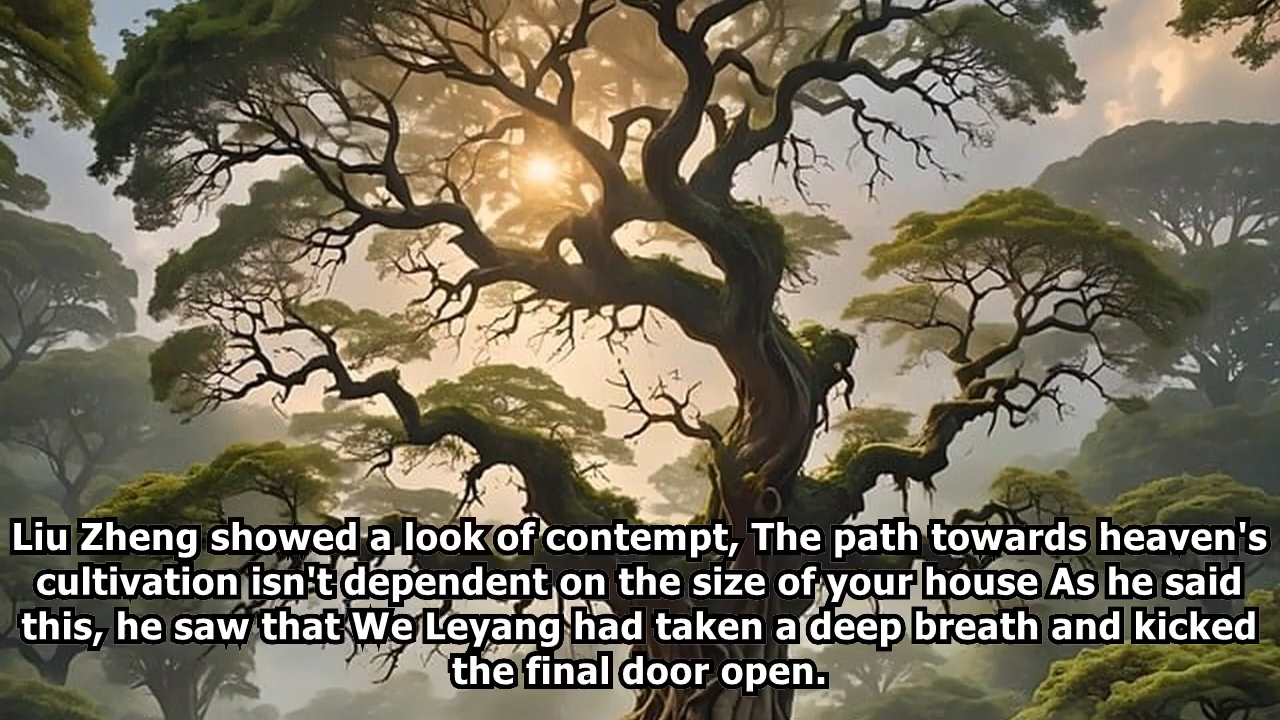 Liu Zheng showed a look of contempt, The path towards heaven's
cultivation isn't dependent on the size of your house As he said
this, he saw that We Leyang had taken a deep breath and kicked
the final door open.